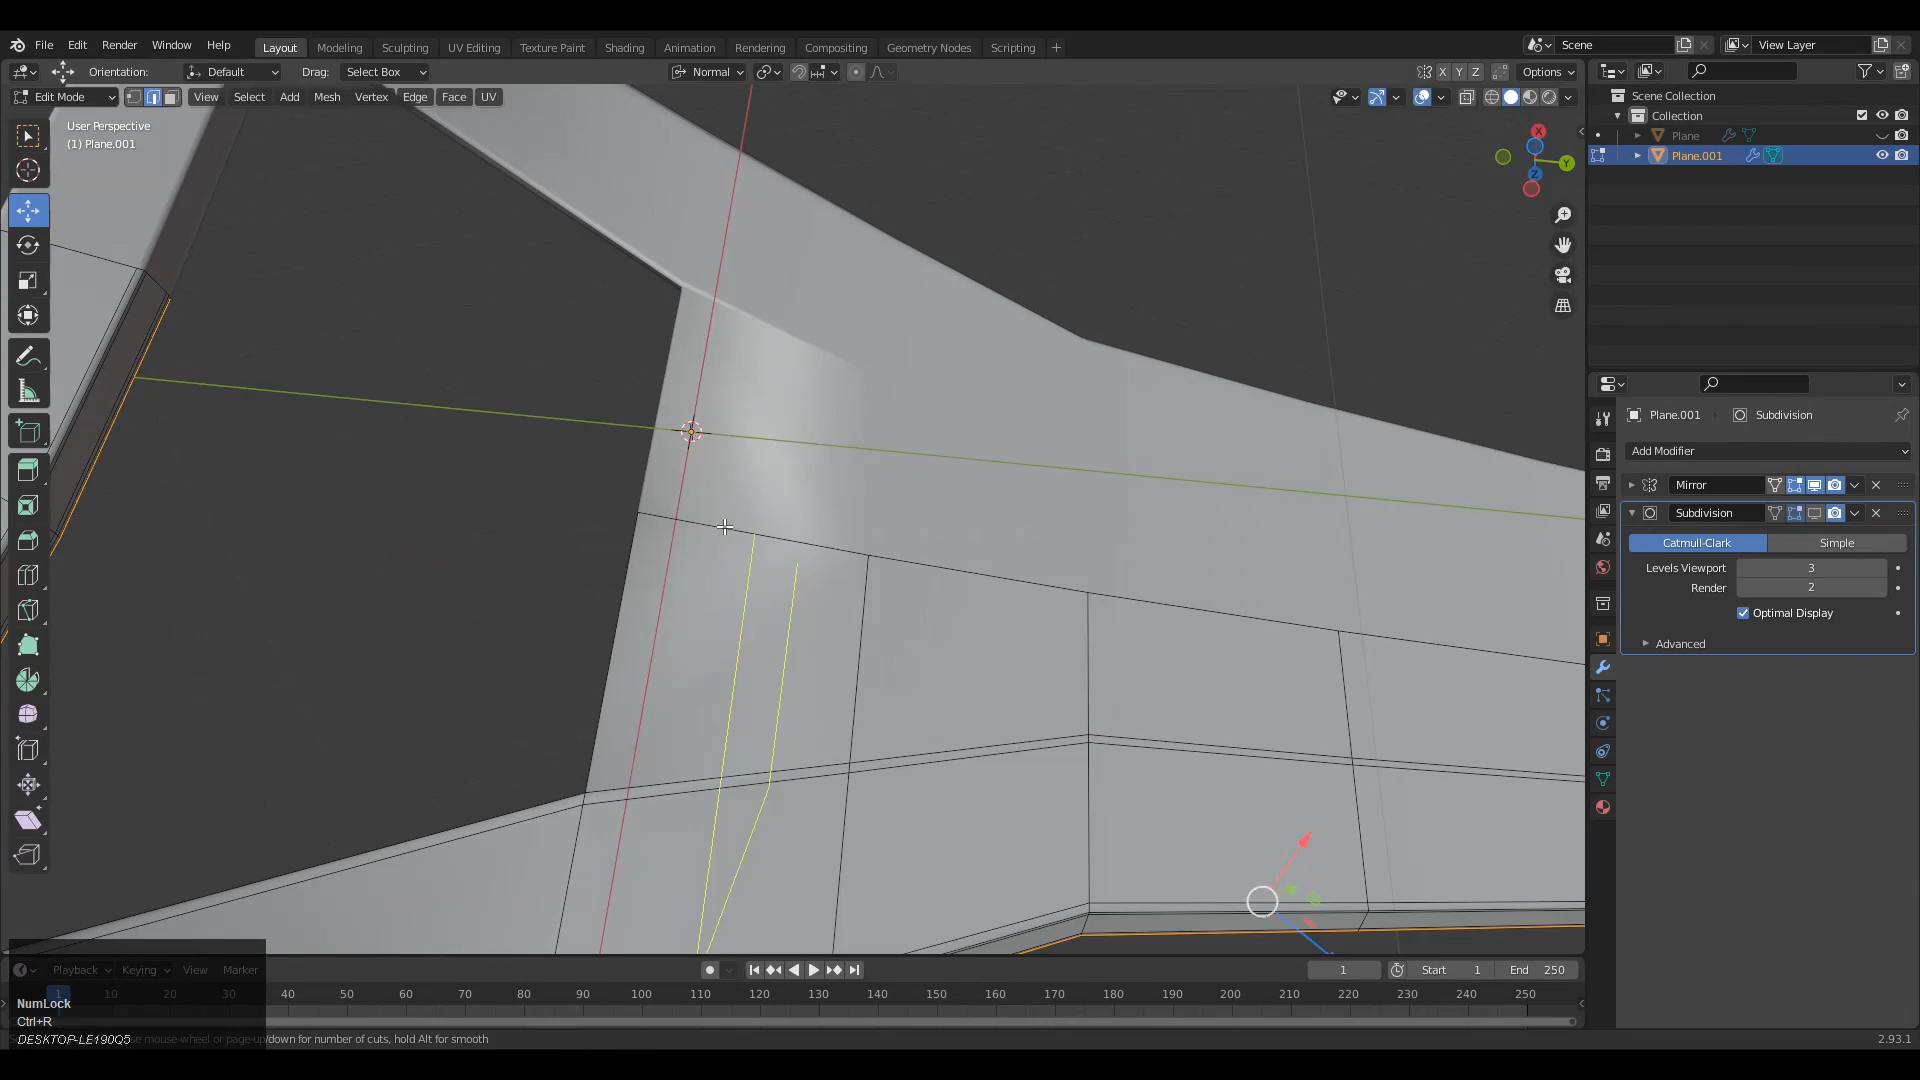 File Edit Render Window Help
Layout Modeling Sculpting UV Editing Texture Paint Shading Animation Rendering Compositing Geometry Nodes Scripting +
Scene
View Layer
Orientation: Default Drag: Select Box
Normal
X Y Z
Options
Edit Mode
View Select Add Mesh Vertex Edge Face UV
User Perspective
(1) Plane.001
X
Y
Z
Scene Collection
Collection
Plane
Plane.001
Plane.001
Subdivision
Add Modifier
Mirror
Subdivision
Catmull-Clark Simple
Levels Viewport 3
Render 2
Optimal Display
Advanced
Playback Keying View Marker
1
Start 1 End 250
1 10 20 30 40 50 60 70 80 90 100 110 120 130 140 150 160 170 180 190 200 210 220 230 240 250
NumLock
Ctrl+R
DESKTOP-LE190Q5
mouse-wheel or page-up/down for number of cuts, hold Alt for smooth
2.93.1